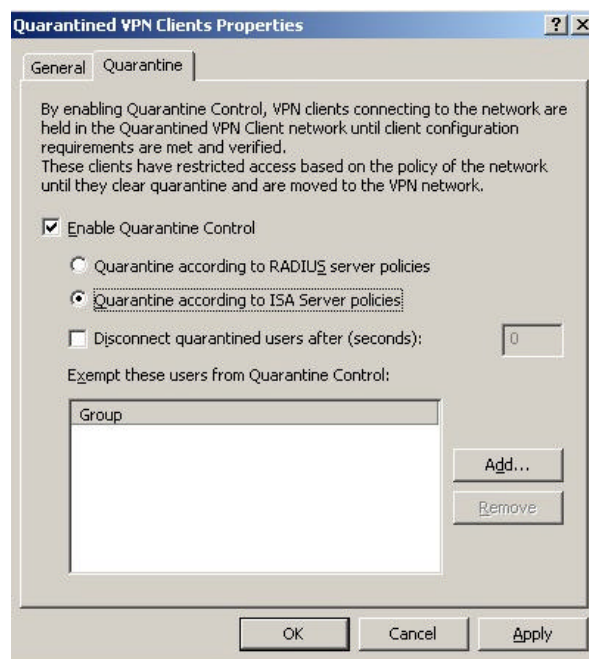 Quarantined VPN Clients Properties
General
Quarantine
By enabling Quarantine Control, VPN clients connecting to the network are
held in the Quarantined VPN Client network until client configuration
requirements are met and verified.
These clients have restricted access based on the policy of the network
until they clear quarantine and are moved to the VPN network.
Enable Quarantine Control
Quarantine according to RADIUS server policies
Quarantine according to ISA Server policies
Disconnect quarantined users after (seconds):
0
Exempt these users from Quarantine Control:
Group
Add...
Remove
OK
Cancel
Apply